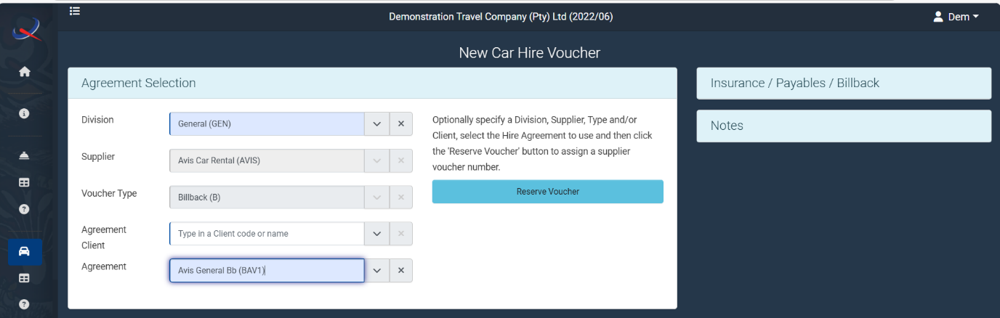 Demonstration Travel Company (Pty) Ltd (2022/06)
Dem
New Car Hire Voucher
Agreement Selection
Division
General (GEN)
Supplier
Avis Car Rental (AVIS)
Voucher Type
Billback (B)
Agreement
Client
Type in a Client code or name
Agreement
Avis General Bb (BAV1)
Optionally specify a Division, Supplier, Type and/or
Client, select the Hire Agreement to use and then click
the 'Reserve Voucher' button to assign a supplier
voucher number.
Reserve Voucher
Insurance / Payables / Billback
Notes